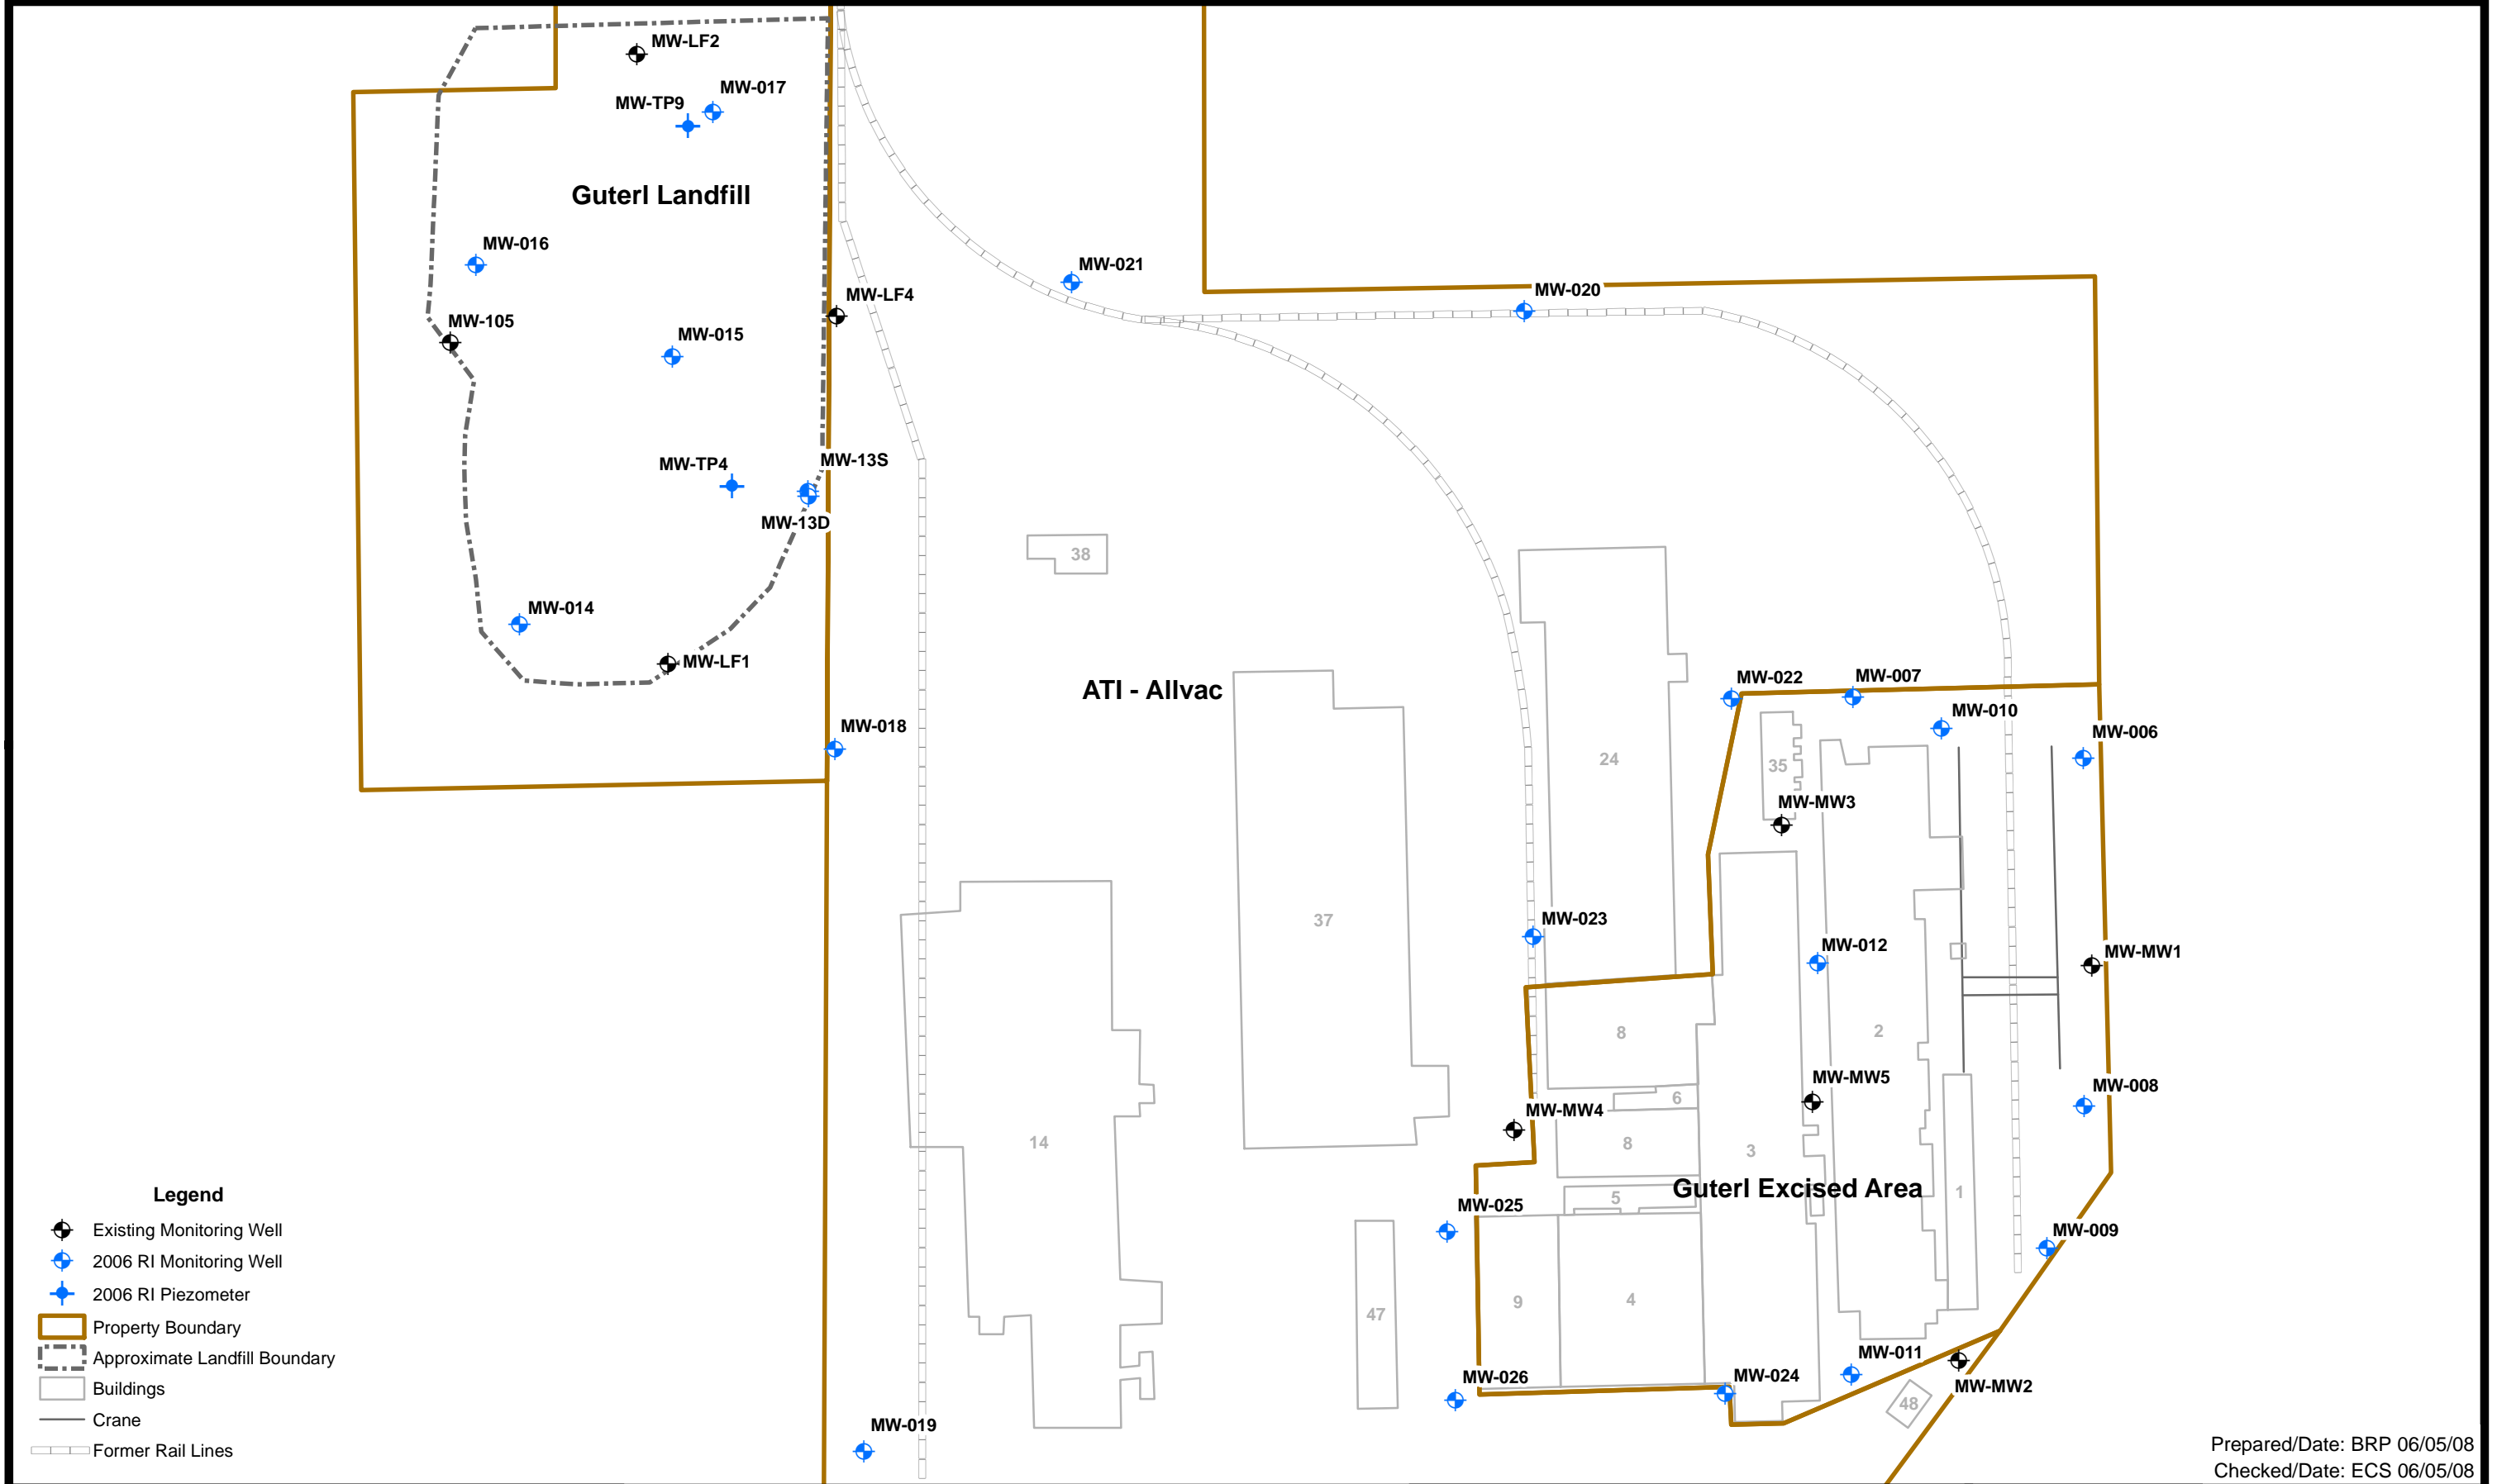 MW-LF2
MW-017
MW-TP9
Guterl Landfill
MW-016
MW-021
MW-020
MW-LF4
MW-105
MW-015
MW-13S
MW-TP4
MW-13D
38
MW-014
MW-LF1
ATI - Allvac
MW-022
MW-007
MW-018
MW-010
MW-006
24
35
MW-MW3
37
MW-023
MW-012
MW-MW1
8
2
MW-MW5
MW-008
6
MW-MW4
14
8
3
Guterl Excised Area
1
5
MW-025
MW-009
9
4
47
MW-011
MW-026
MW-024
MW-MW2
48
MW-019
Legend
Existing Monitoring Well
2006 RI Monitoring Well
2006 RI Piezometer
Property Boundary
Approximate Landfill Boundary
Buildings
Crane
Former Rail Lines
Prepared/Date: BRP 06/05/08
Checked/Date: ECS 06/05/08